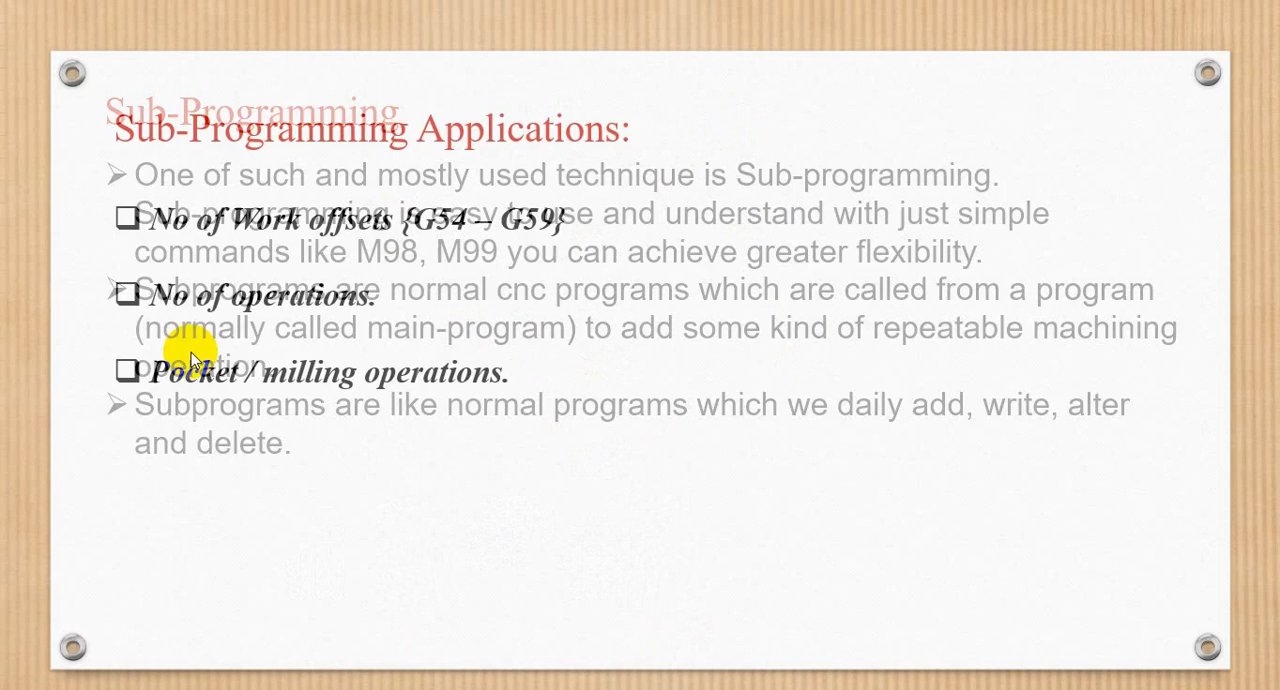 Sub-Programming
Sub-Programming Applications:
One of such and mostly used technique is Sub-programming.
Sub-programming is easy to use and understand with just simple
commands like M98, M99 you can achieve greater flexibility.
Subprograms are normal cnc programs which are called from a program
(normally called main-program) to add some kind of repeatable machining
operation.
Subprograms are like normal programs which we daily add, write, alter
and delete.
No of Work offsets {G54 – G59}
No of operations.
Pocket / milling operations.